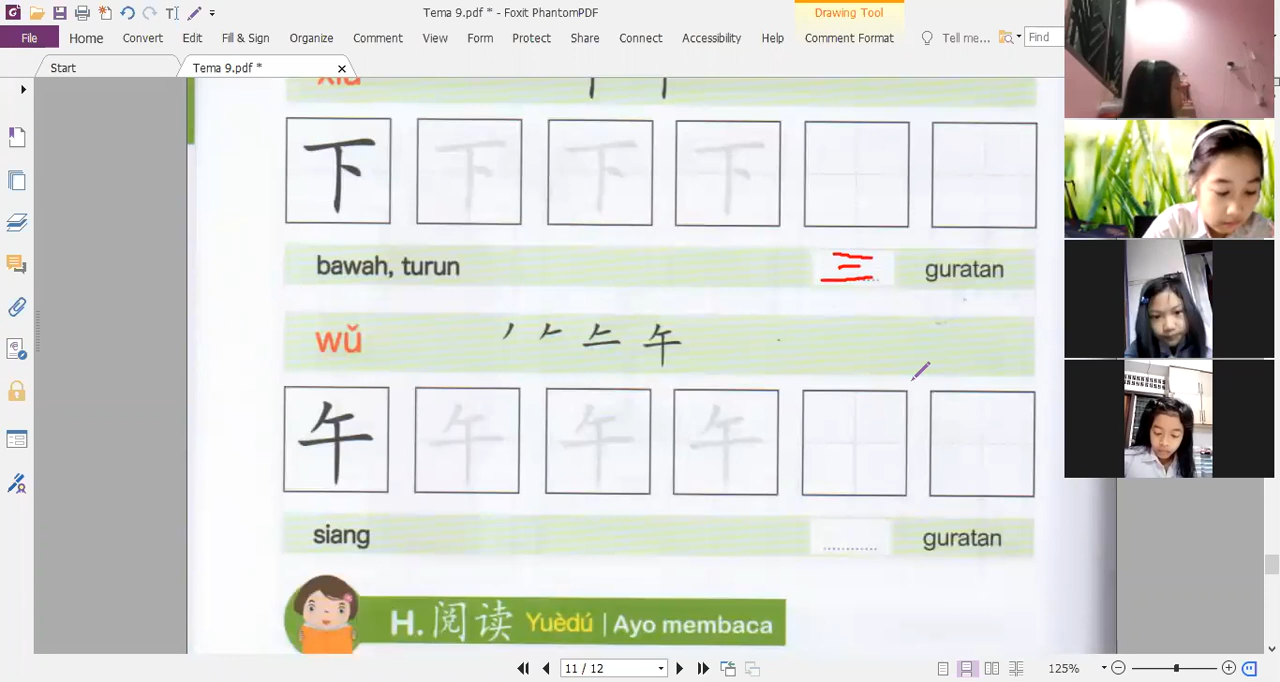 Tema 9.pdf * - Foxit PhantomPDF
Drawing Tool
File Home Convert Edit Fill & Sign Organize Comment View Form Protect Share Connect Accessibility Help Comment Format Tell me... Find
Start Tema 9.pdf *
下 下 下 下
bawah, turun 三 guratan
wǔ 午
午 午 午 午
siang .......... guratan
H. 阅读 Yuèdú | Ayo membaca
11 / 12 125%